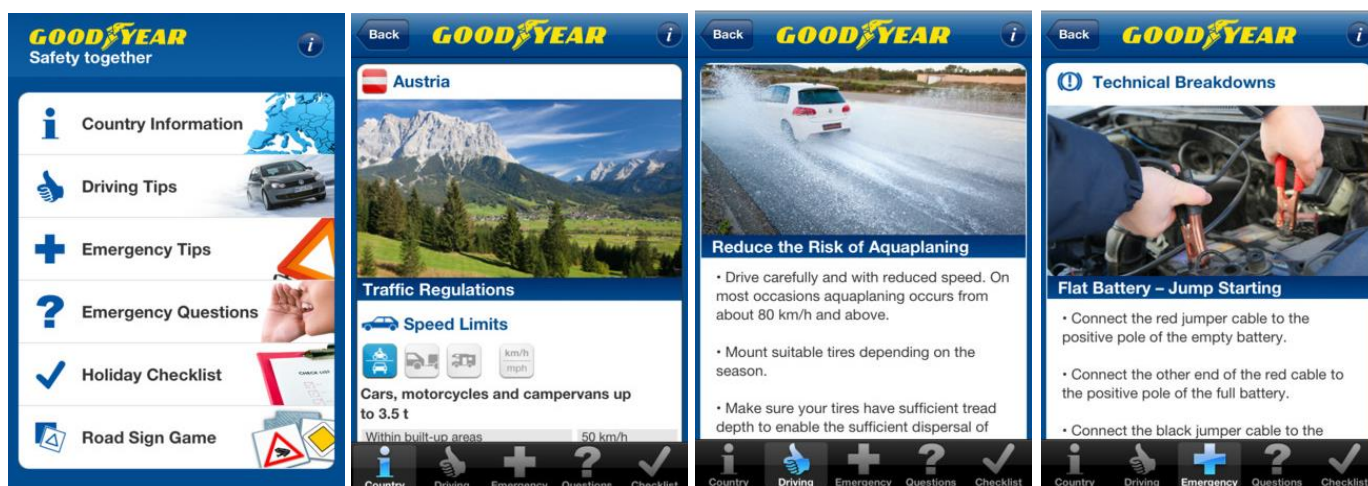 GOODYEAR
Safety together
i
Country Information
Driving Tips
Emergency Tips
Emergency Questions
Holiday Checklist
CHECK LIST
Road Sign Game
Back
GOODYEAR
i
Austria
Traffic Regulations
Speed Limits
km/h
mph
Cars, motorcycles and campervans up
to 3.5 t
Within built-up areas 50 km/h
Country Driving Emergency Questions Checklist
Back
GOODYEAR
i
Reduce the Risk of Aquaplaning
• Drive carefully and with reduced speed. On
most occasions aquaplaning occurs from
about 80 km/h and above.
• Mount suitable tires depending on the
season.
• Make sure your tires have sufficient tread
depth to enable the sufficient dispersal of
Country Driving Emergency Questions Checklist
Back
GOODYEAR
i
Technical Breakdowns
Flat Battery – Jump Starting
• Connect the red jumper cable to the
positive pole of the empty battery.
• Connect the other end of the red cable to
the positive pole of the full battery.
• Connect the black jumper cable to the
Country Driving Emergency Questions Checklist